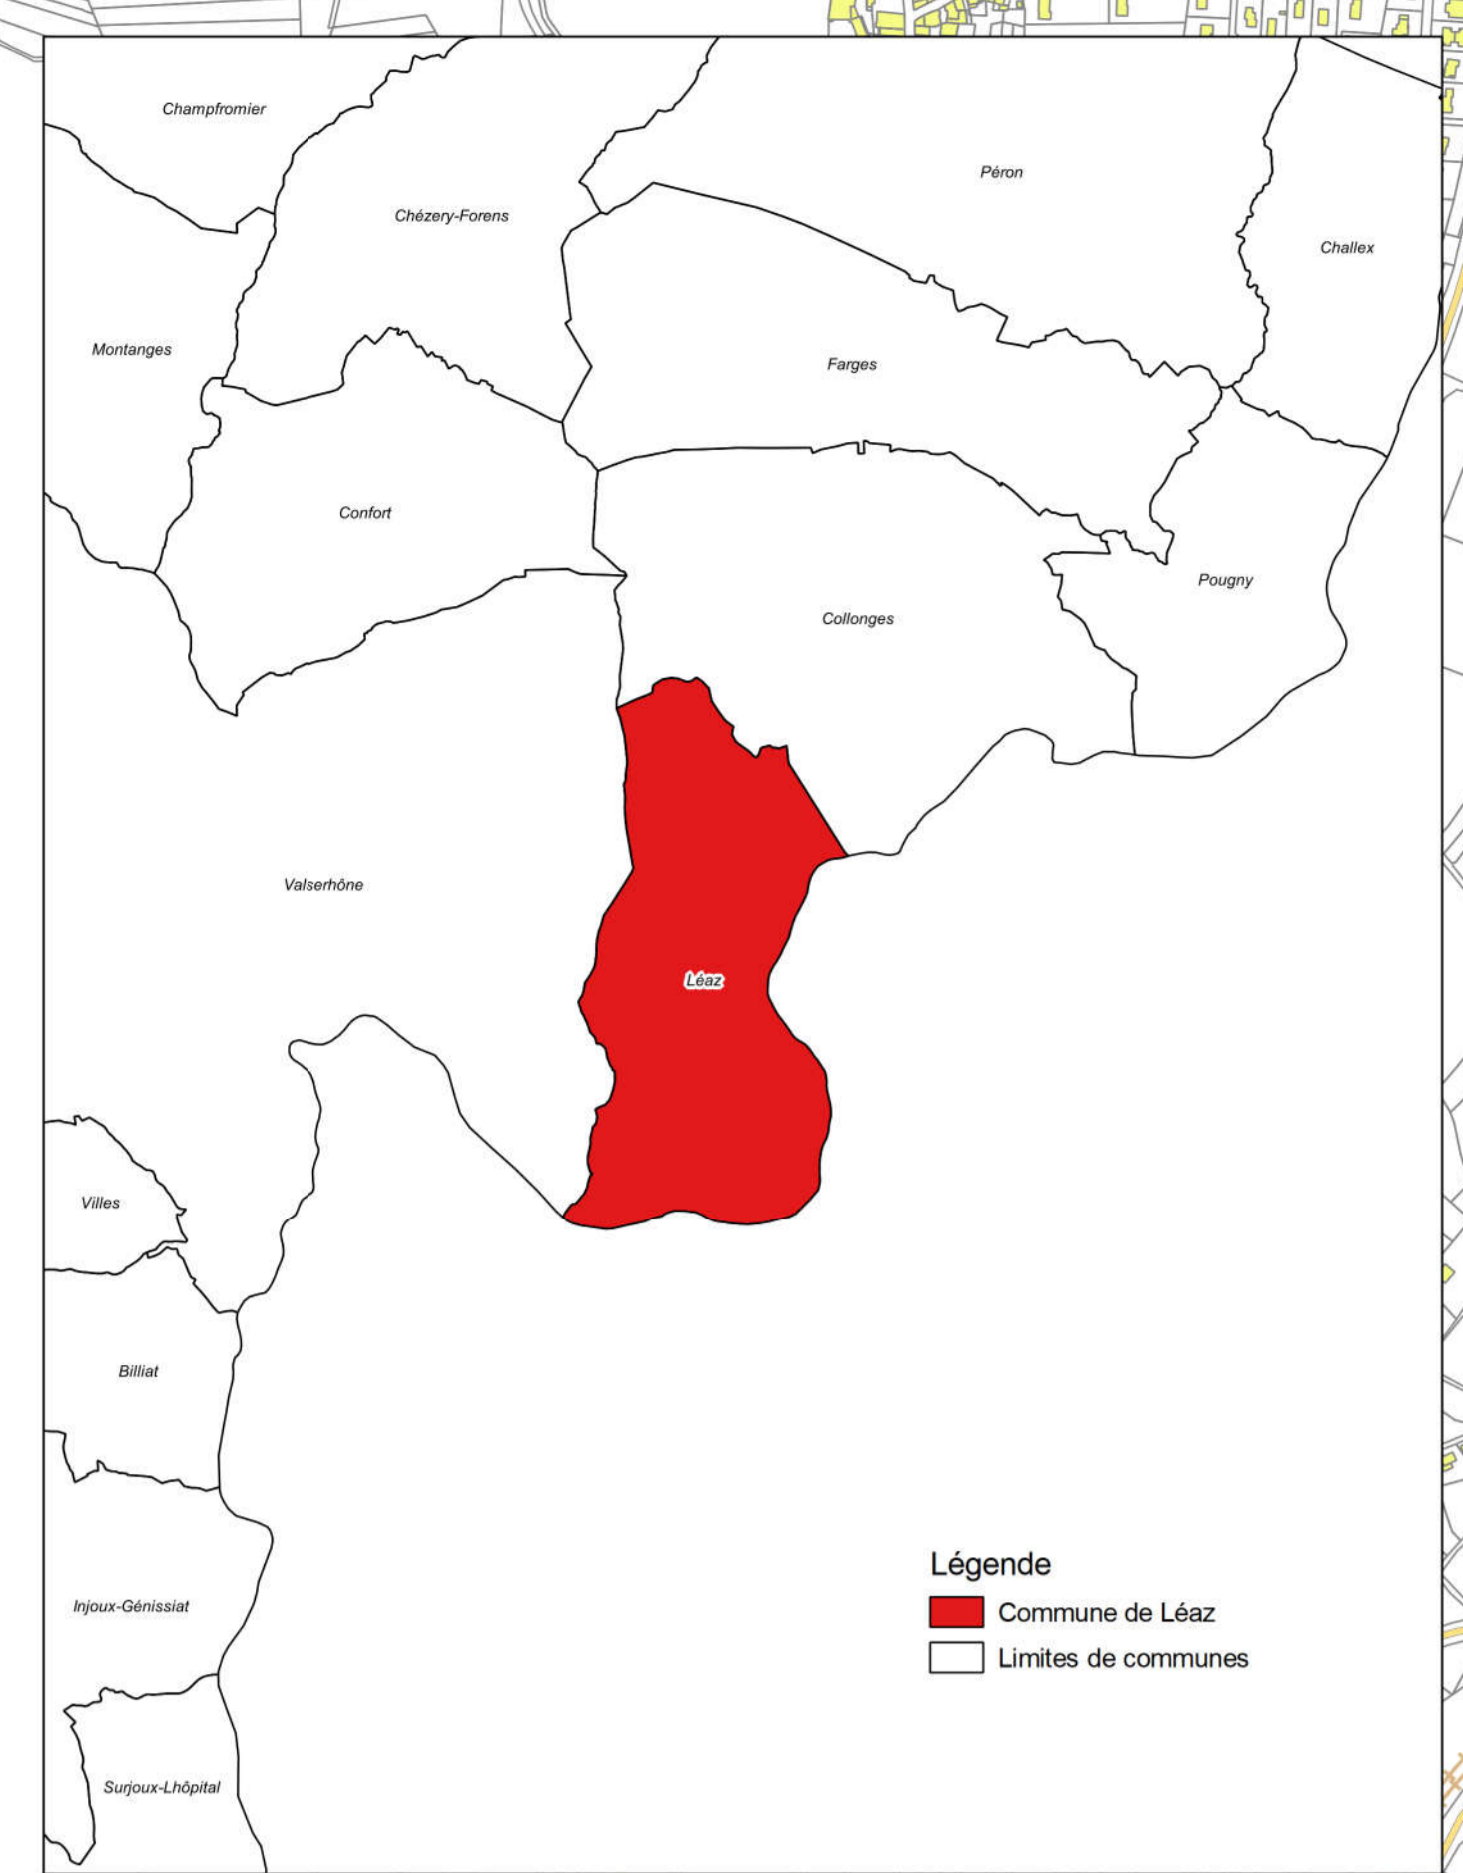 Champfromier
Péron
Chézery-Forens
Challex
Montanges
Farges
Confort
Pougny
Collonges
Valserhône
Léaz
Villes
Billiat
Légende
Commune de Léaz
Limites de communes
Injoux-Génissiat
Surjoux-Lhôpital